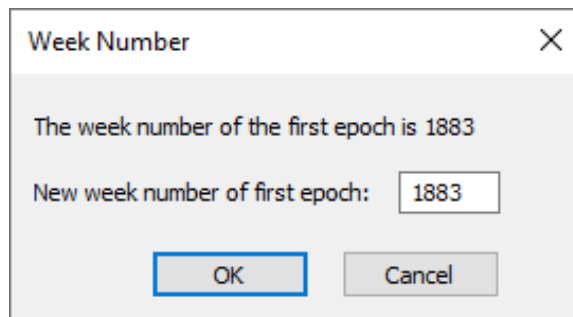 Week Number
The week number of the first epoch is 1883
New week number of first epoch: 1883
OK Cancel